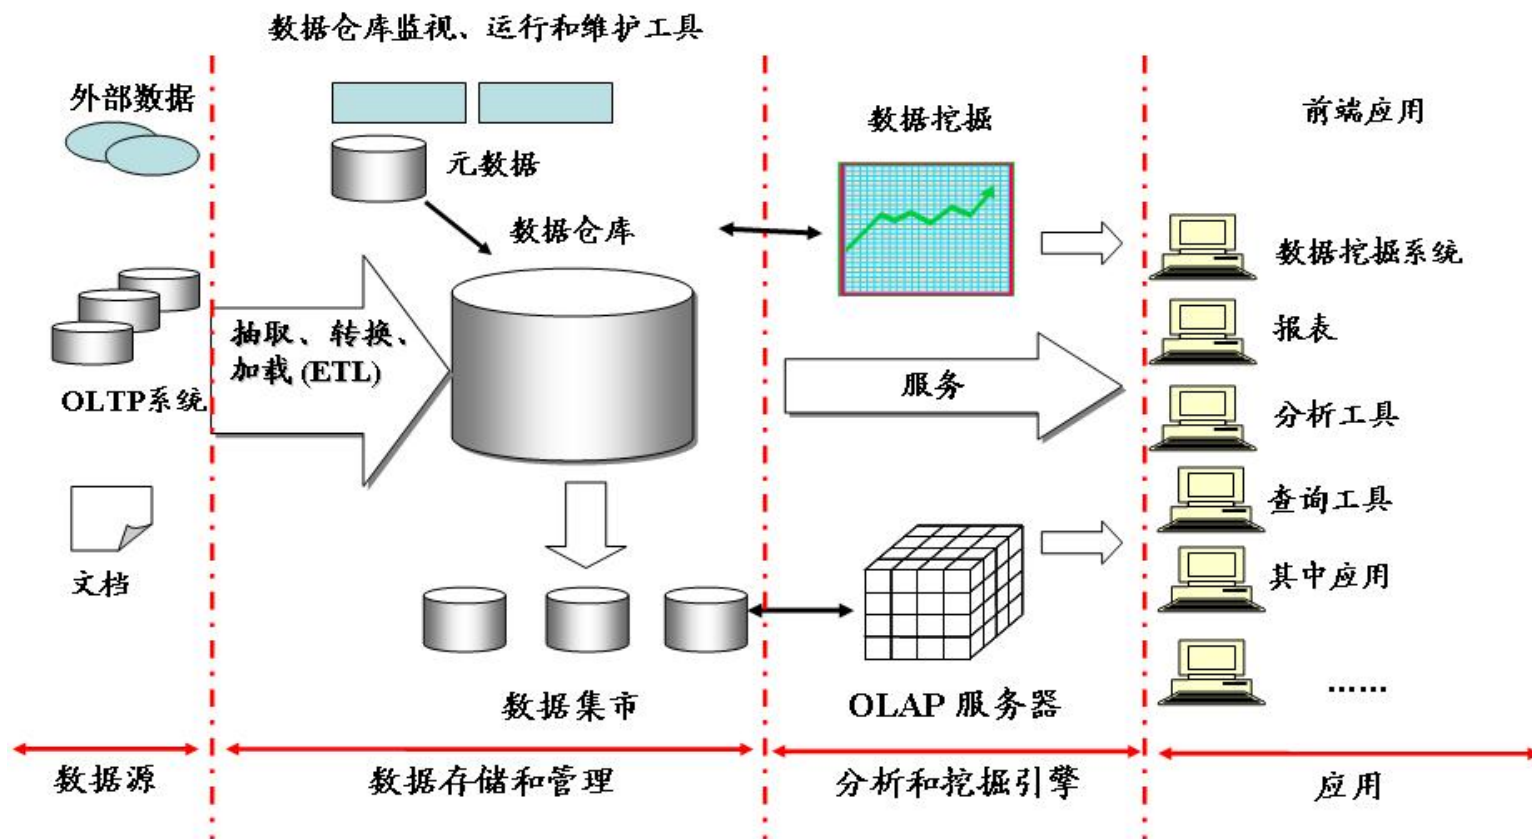 数据仓库监视、运行和维护工具
外部数据
OLTP系统
文档
元数据
数据仓库
抽取、转换、
加载 (ETL)
数据集市
数据挖掘
服务
OLAP 服务器
前端应用
数据挖掘系统
报表
分析工具
查询工具
其中应用
……
数据源
数据存储和管理
分析和挖掘引擎
应用